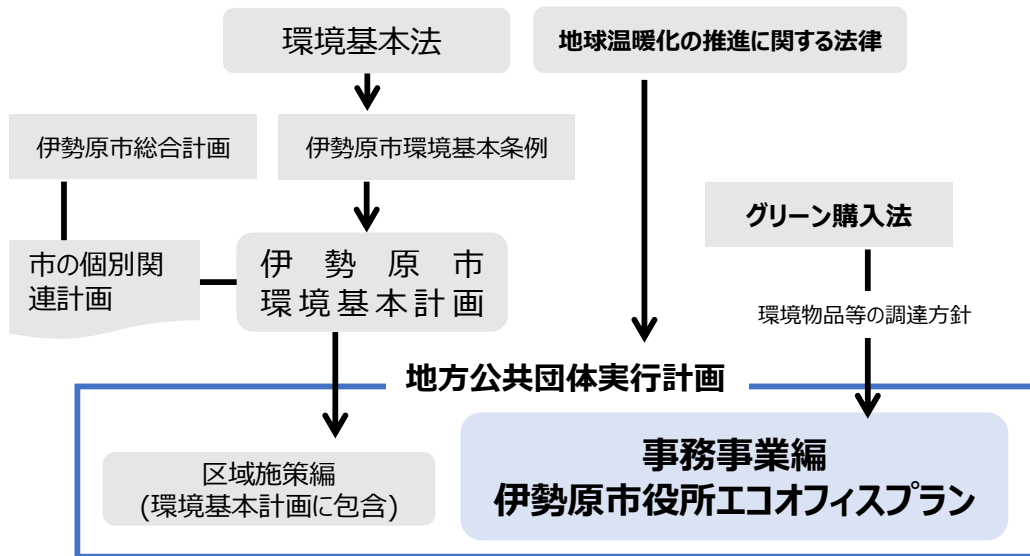 環境基本法
地球温暖化の推進に関する法律
伊勢原市総合計画
伊勢原市環境基本条例
グリーン購入法
市の個別関
連計画
伊勢原市
環境基本計画
環境物品等の調達方針
地方公共団体実行計画
区域施策編
(環境基本計画に包含)
事務事業編
伊勢原市役所エコオフィスプラン